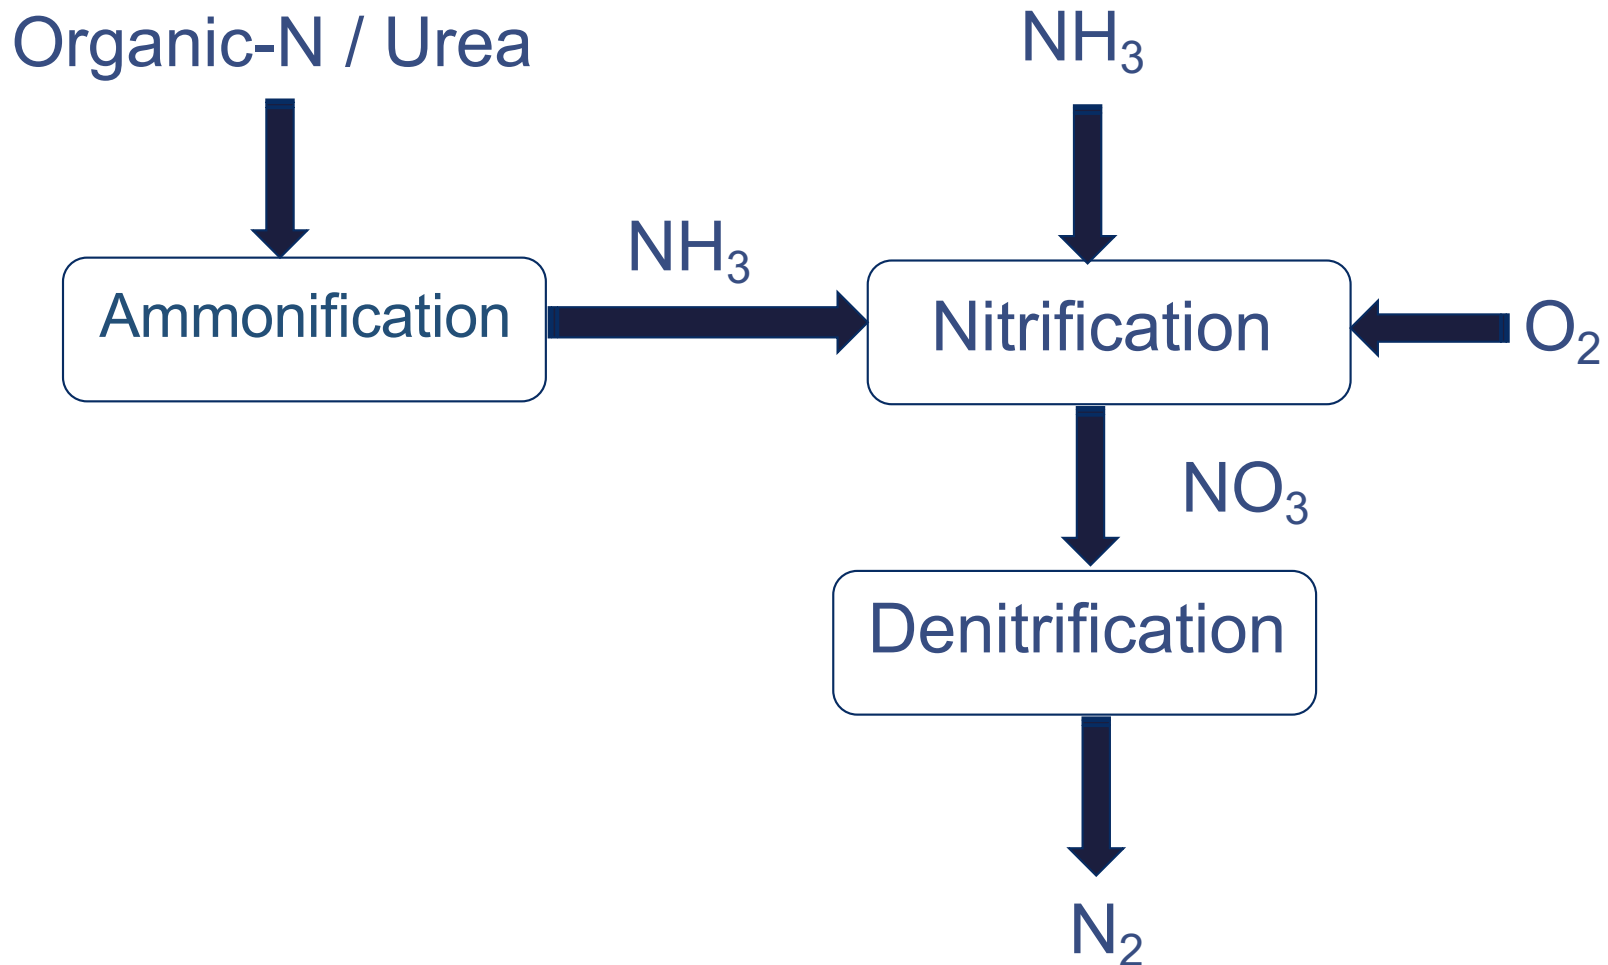 Organic-N / Urea
NH₃
NH₃
Ammonification
Nitrification
O₂
NO₃
Denitrification
N₂